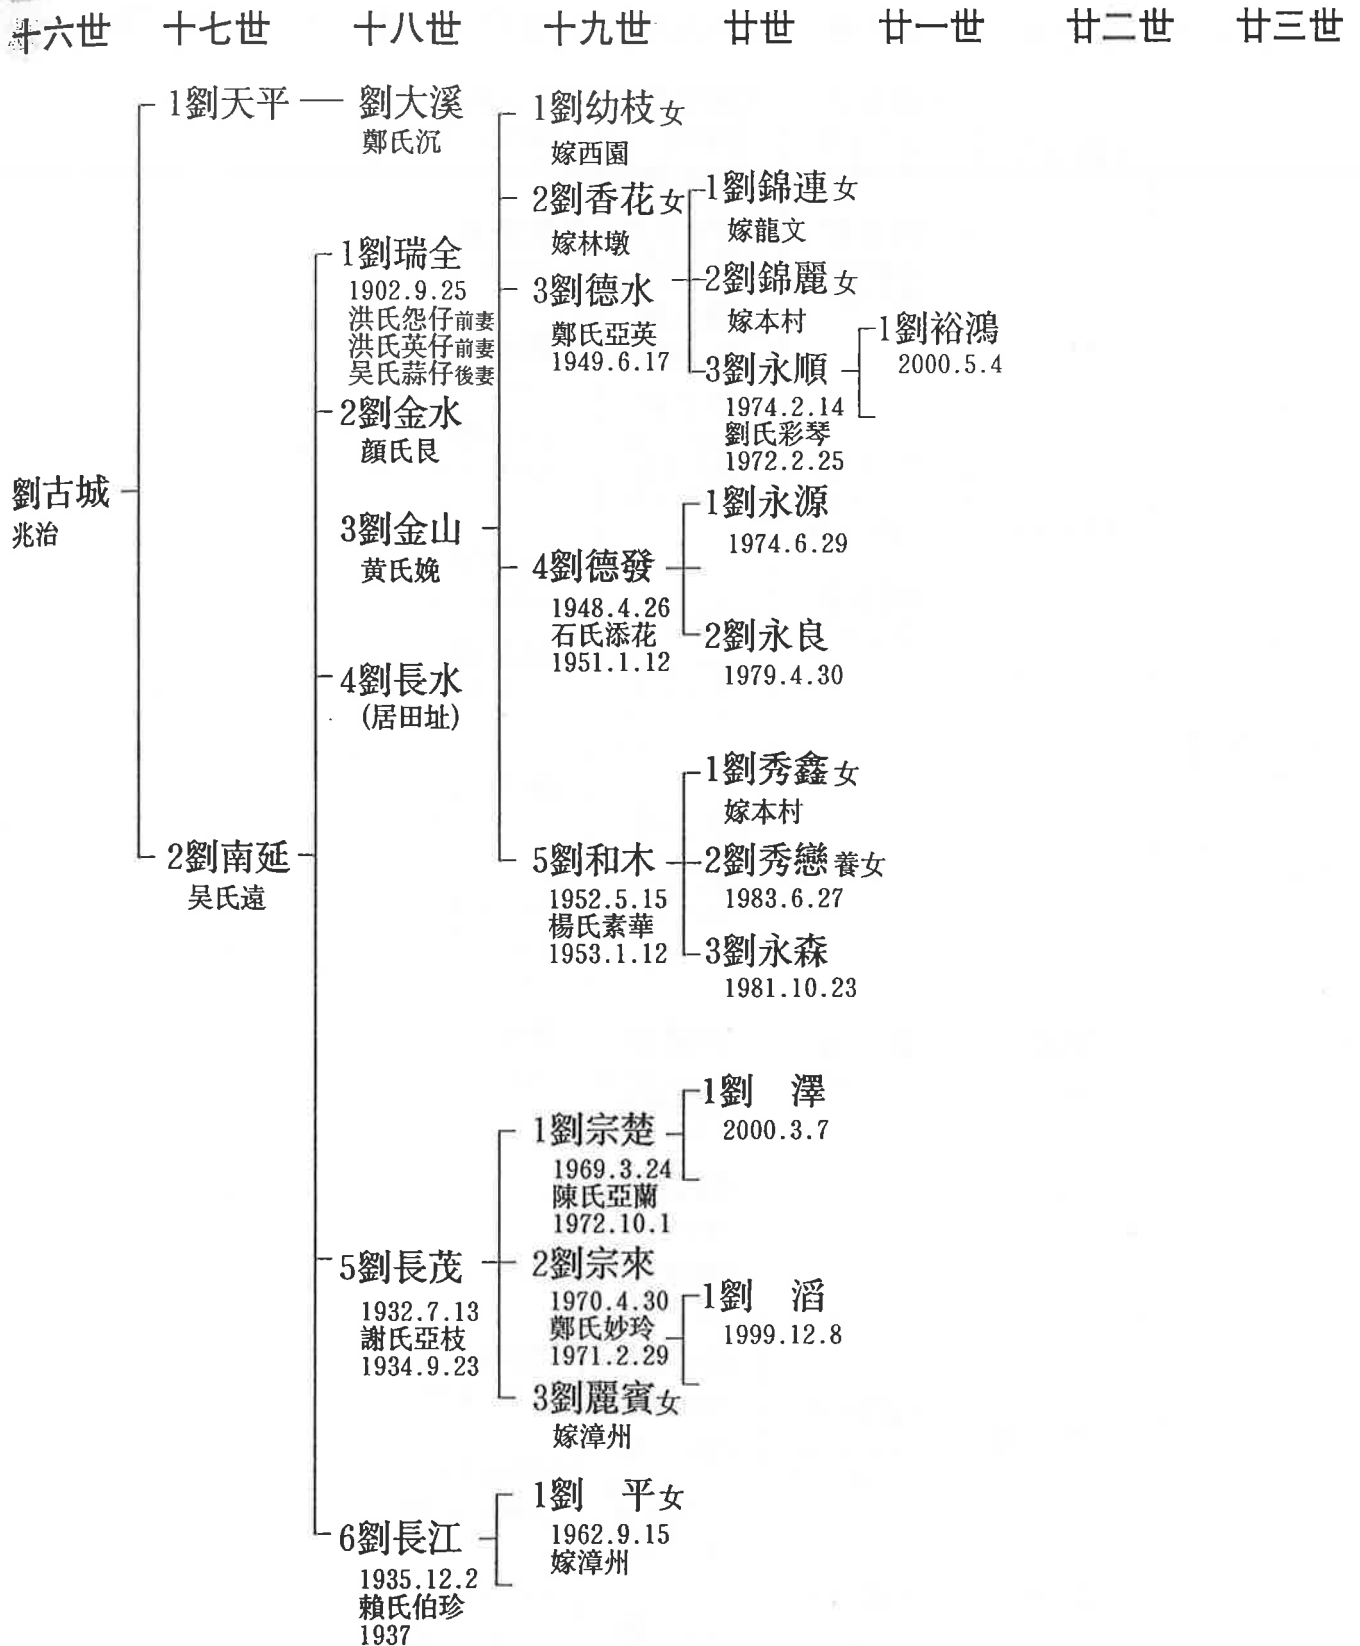 十六世 十七世 十八世 十九世 廿世 廿一世 廿二世 廿三世
劉古城
兆治
1劉天平
劉大溪
鄭氏沉
2劉南延
吴氏遠
1劉瑞全
1902.9.25
洪氏怨仔前妻
洪氏英仔前妻
吴氏蒜仔後妻
2劉金水
顔氏艮
3劉金山
黄氏娩
1劉幼枝女
嫁西園
2劉香花女
嫁林墩
3劉德水
鄭氏亞英
1949.6.17
1劉錦連女
嫁龍文
2劉錦麗女
嫁本村
3劉永順
1974.2.14
劉氏彩琴
1972.2.25
1劉裕鴻
2000.5.4
4劉德發
1948.4.26
石氏添花
1951.1.12
1劉永源
1974.6.29
2劉永良
1979.4.30
5劉和木
1952.5.15
楊氏素華
1953.1.12
1劉秀鑫女
嫁本村
2劉秀戀養女
1983.6.27
3劉永森
1981.10.23
4劉長水
(居田址)
5劉長茂
1932.7.13
謝氏亞枝
1934.9.23
1劉宗楚
1969.3.24
陳氏亞蘭
1972.10.1
1劉 澤
2000.3.7
2劉宗來
1970.4.30
鄭氏妙玲
1971.2.29
1劉 滔
1999.12.8
3劉麗賓女
嫁漳州
6劉長江
1935.12.2
賴氏伯珍
1937
1劉 平女
1962.9.15
嫁漳州